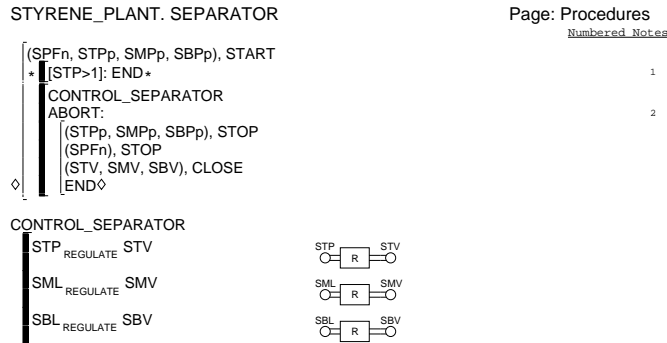 STYRENE_PLANT. SEPARATOR Page: Procedures
Numbered Notes
(SPFn, STPp, SMPp, SBPp), START
* [STP>1]: END* 1
CONTROL_SEPARATOR
ABORT: 2
(STPp, SMPp, SBPp), STOP
(SPFn), STOP
(STV, SMV, SBV), CLOSE
◊ END◊
CONTROL_SEPARATOR
STP REGULATE STV STP R STV
SML REGULATE SMV SML R SMV
SBL REGULATE SBV SBL R SBV